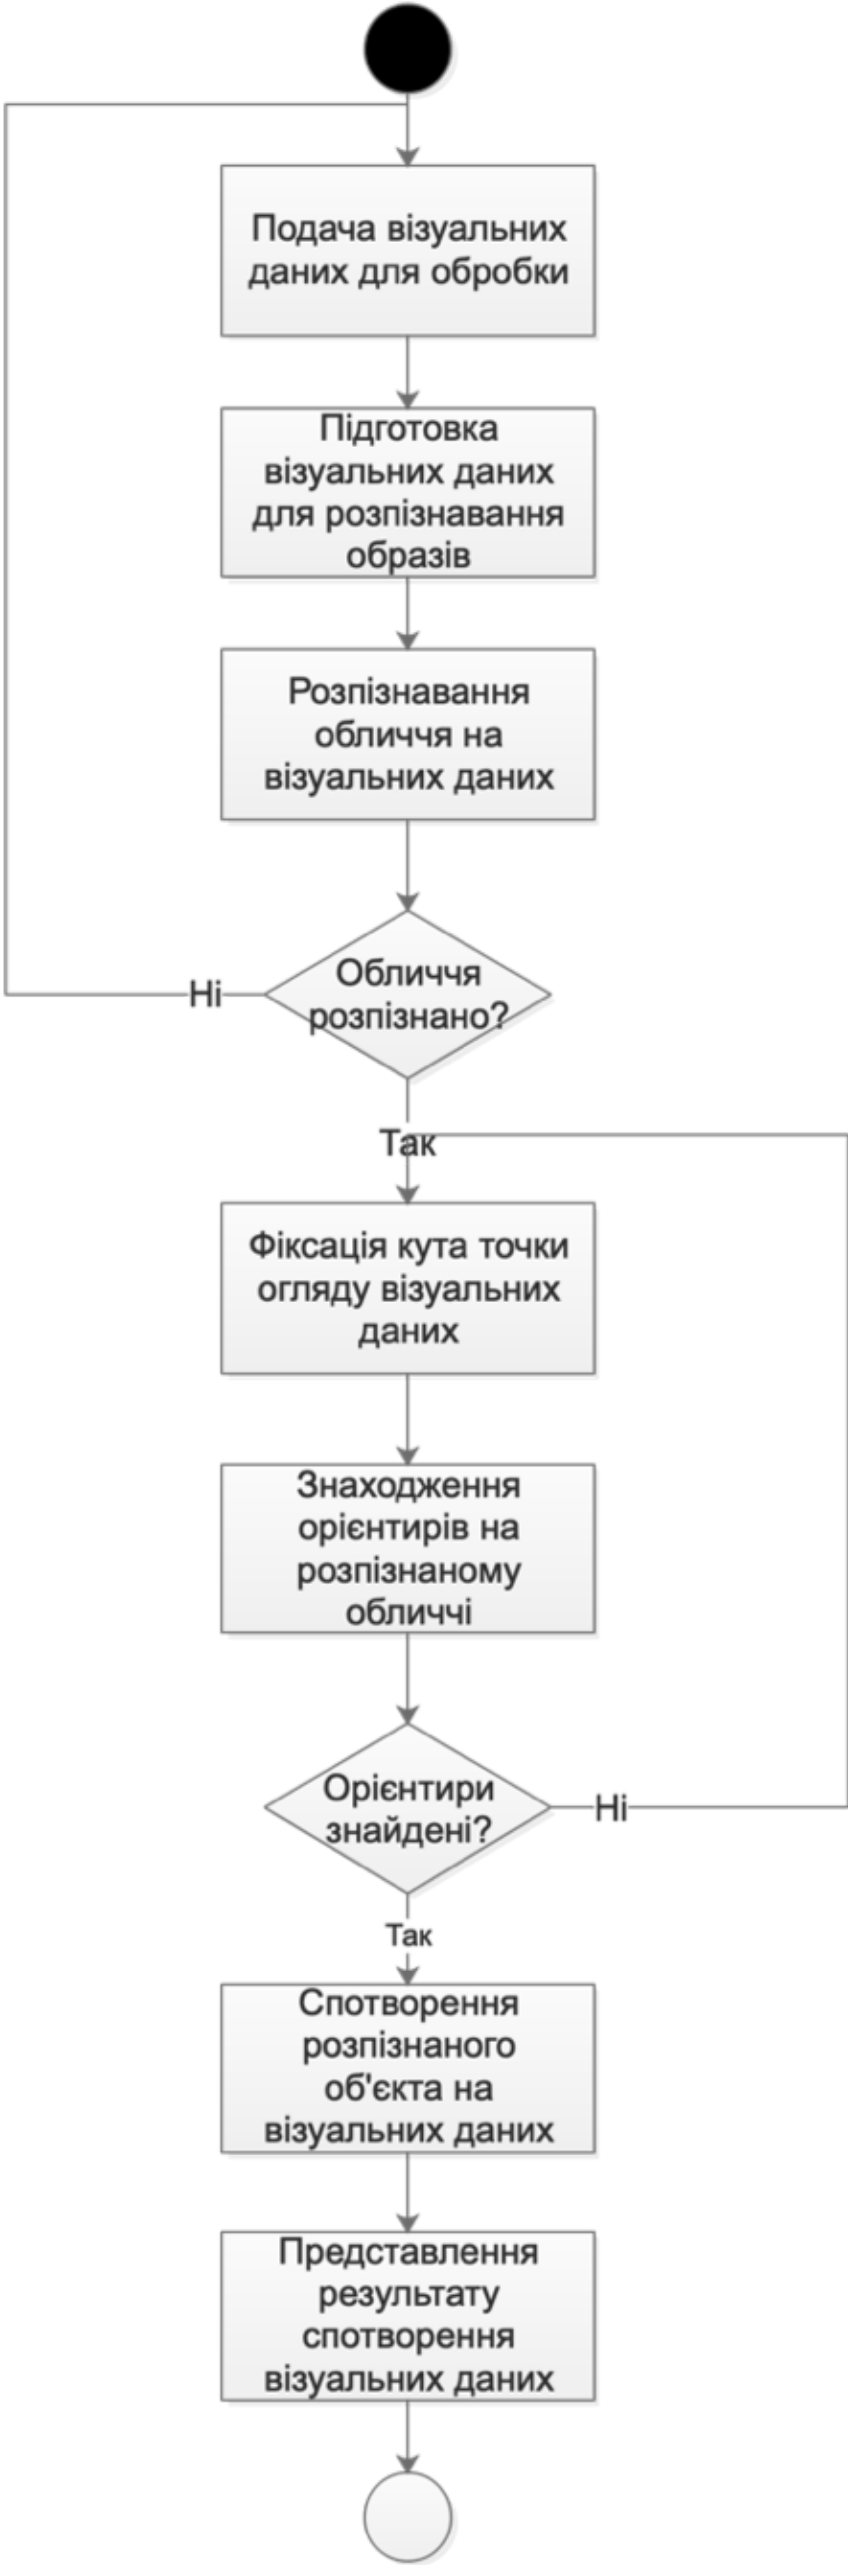 Подача візуальних
даних для обробки
Підготовка
візуальних даних
для розпізнавання
образів
Розпізнавання
обличчя на
візуальних даних
Обличчя
розпізнано?
Ні
Так
Фіксація кута точки
огляду візуальних
даних
Знаходження
орієнтирів на
розпізнаному
обличчі
Орієнтири
знайдені?
Ні
Так
Спотворення
розпізнаного
об'єкта на
візуальних даних
Представлення
результату
спотворення
візуальних даних